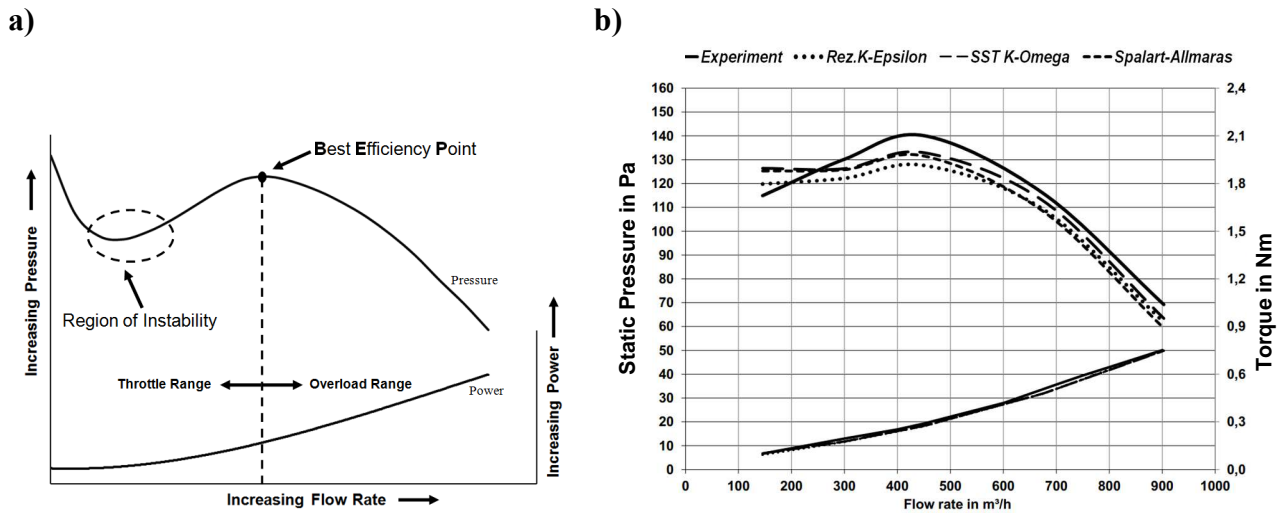 a)
Best Efficiency Point
Increasing Pressure
Region of Instability
Pressure
Throttle Range
Overload Range
Power
Increasing Power
Increasing Flow Rate
b)
Experiment Rez.K-Epsilon SST K-Omega Spalart-Allmaras
Static Pressure in Pa
160
150
140
130
120
110
100
90
80
70
60
50
40
30
20
10
0
2,4
2,1
1,8
1,5
1,2
0,9
0,6
0,3
0,0
Torque in Nm
0 100 200 300 400 500 600 700 800 900 1000
Flow rate in m³/h